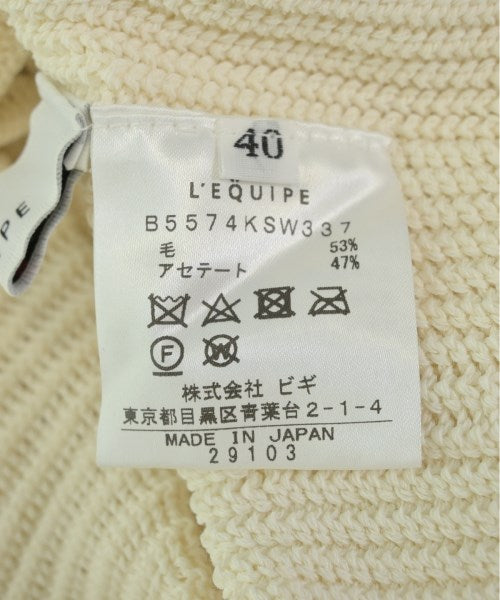 40
L'EQUIPE
B5574KSW337
毛 53%
アセテート 47%
F
W
株式会社 ビギ
東京都目黒区青葉台2-1-4
MADE IN JAPAN
29103
IPE